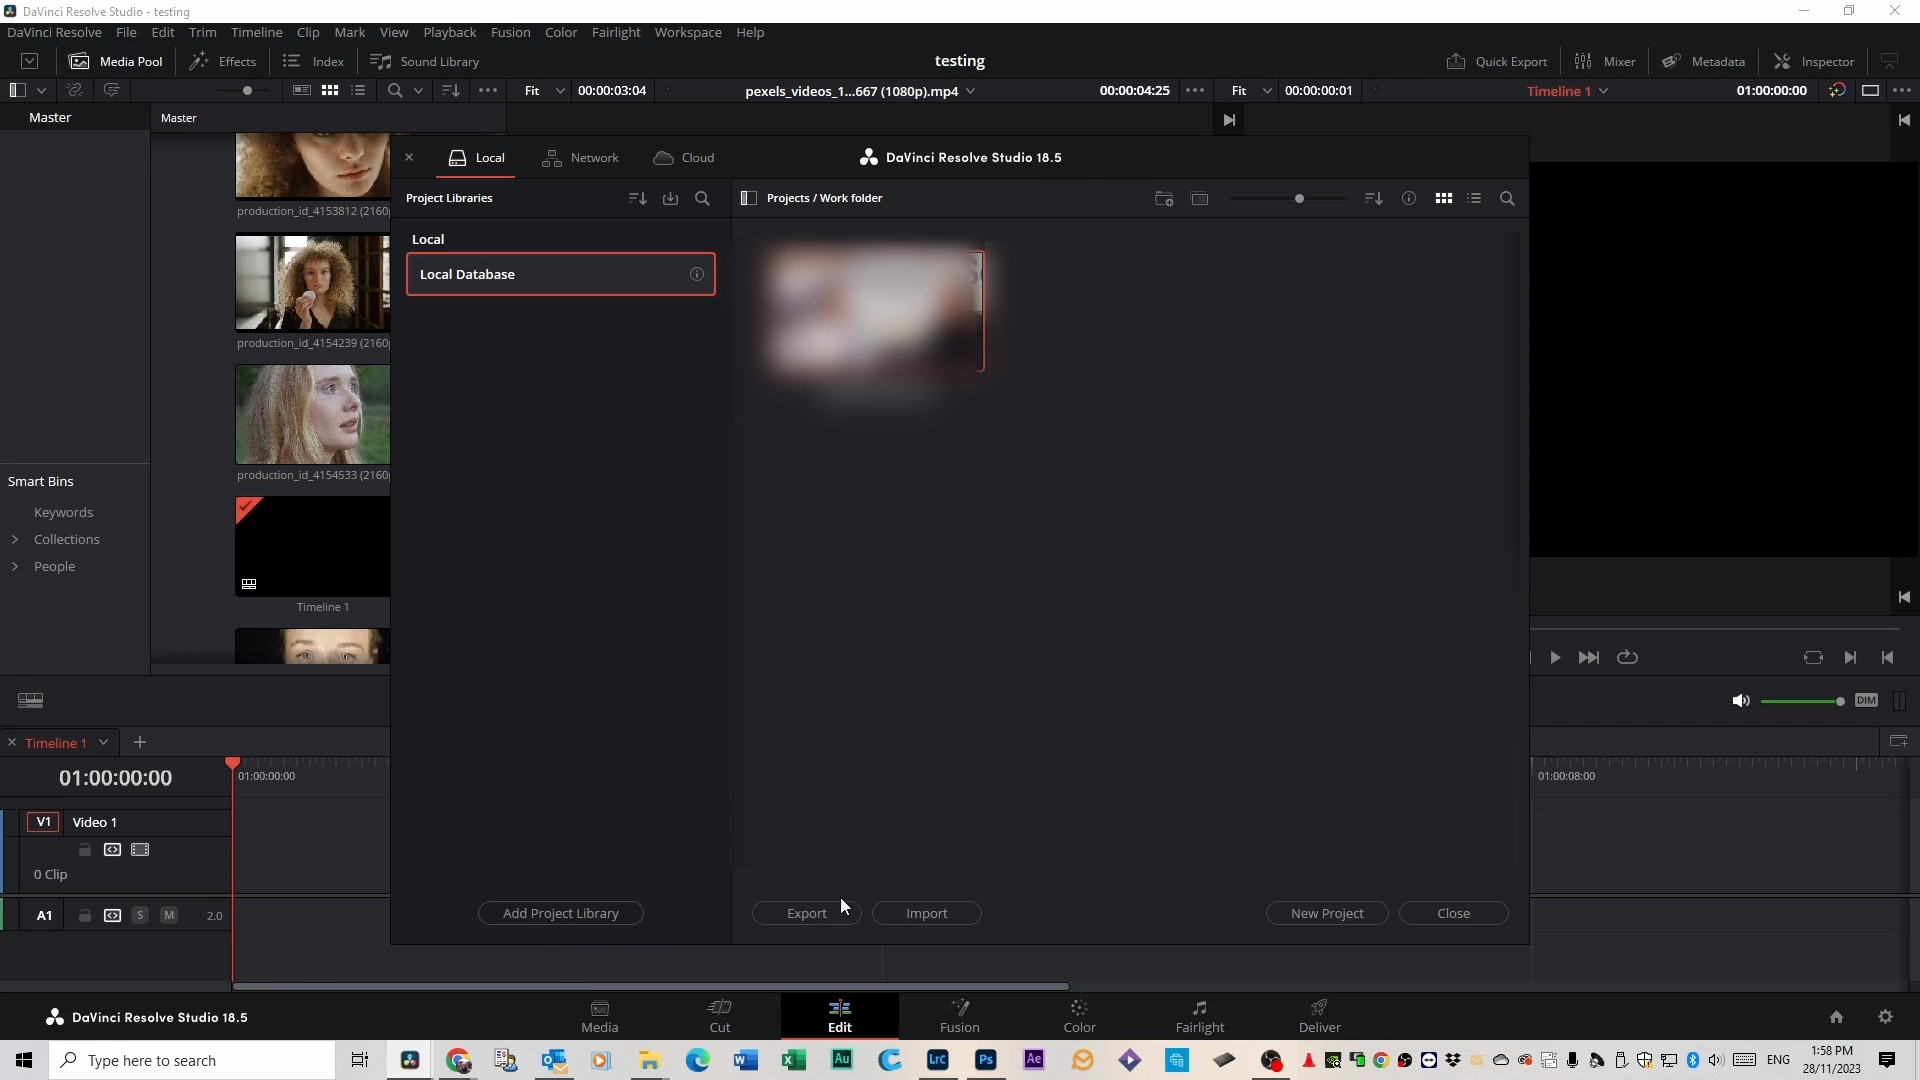 DaVinci Resolve Studio - testing
DaVinci Resolve File Edit Trim Timeline Clip Mark View Playback Fusion Color Fairlight Workspace Help
Media Pool Effects Index Sound Library testing Quick Export Mixer Metadata Inspector
Fit 00:00:03:04 pexels_videos_1...667 (1080p).mp4 00:00:04:25 Fit 00:00:00:01 Timeline 1 01:00:00:00
Master Master
Local Network Cloud DaVinci Resolve Studio 18.5
Project Libraries Projects / Work folder
production_id_4153812 (2160
Local
Local Database
production_id_4154239 (2160
production_id_4154533 (2160
Smart Bins
Keywords
Collections
People
Timeline 1
DIM
Timeline 1
01:00:00:00 01:00:00:00 01:00:08:00
V1 Video 1
0 Clip
A1 S M 2.0
Add Project Library Export Import New Project Close
DaVinci Resolve Studio 18.5
Media Cut Edit Fusion Color Fairlight Deliver
Type here to search
Lrc Ps Ae Au
ENG
1:58 PM
28/11/2023